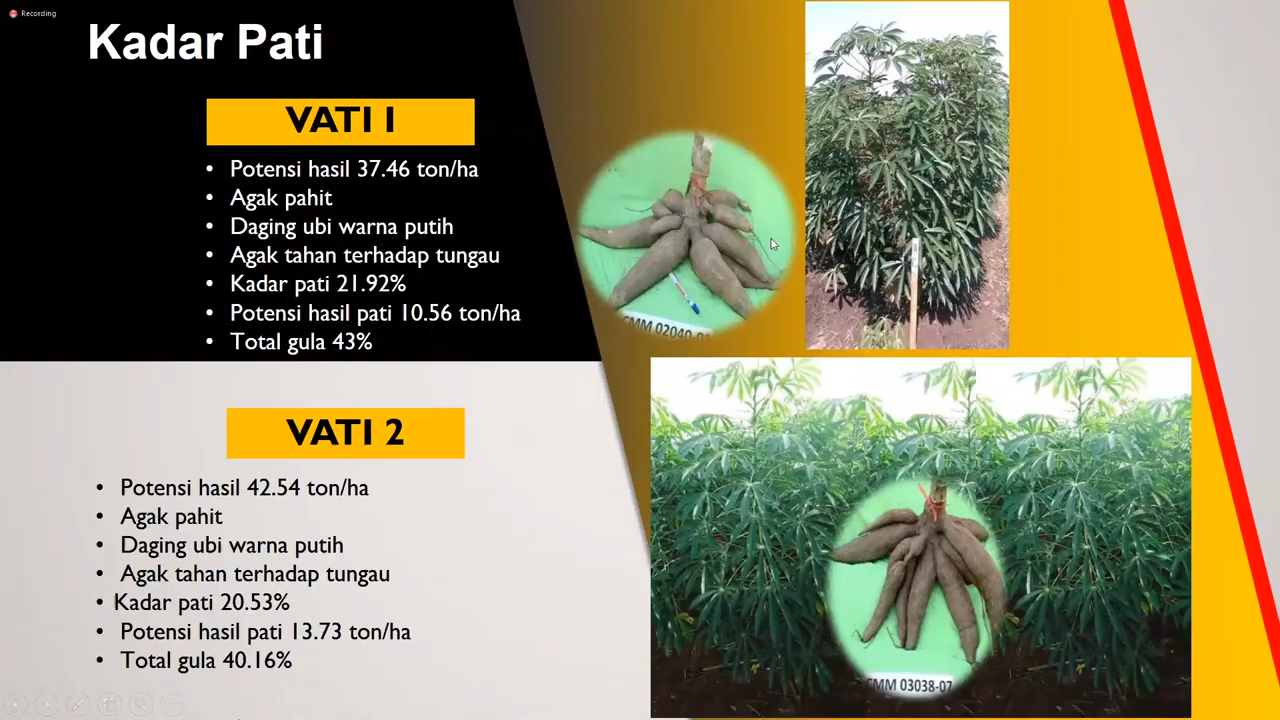 Recording
Kadar Pati
VATI 1
• Potensi hasil 37.46 ton/ha
• Agak pahit
• Daging ubi warna putih
• Agak tahan terhadap tungau
• Kadar pati 21.92%
• Potensi hasil pati 10.56 ton/ha
• Total gula 43%
CMM 02040-01
VATI 2
• Potensi hasil 42.54 ton/ha
• Agak pahit
• Daging ubi warna putih
• Agak tahan terhadap tungau
• Kadar pati 20.53%
• Potensi hasil pati 13.73 ton/ha
• Total gula 40.16%
CMM 03038-07